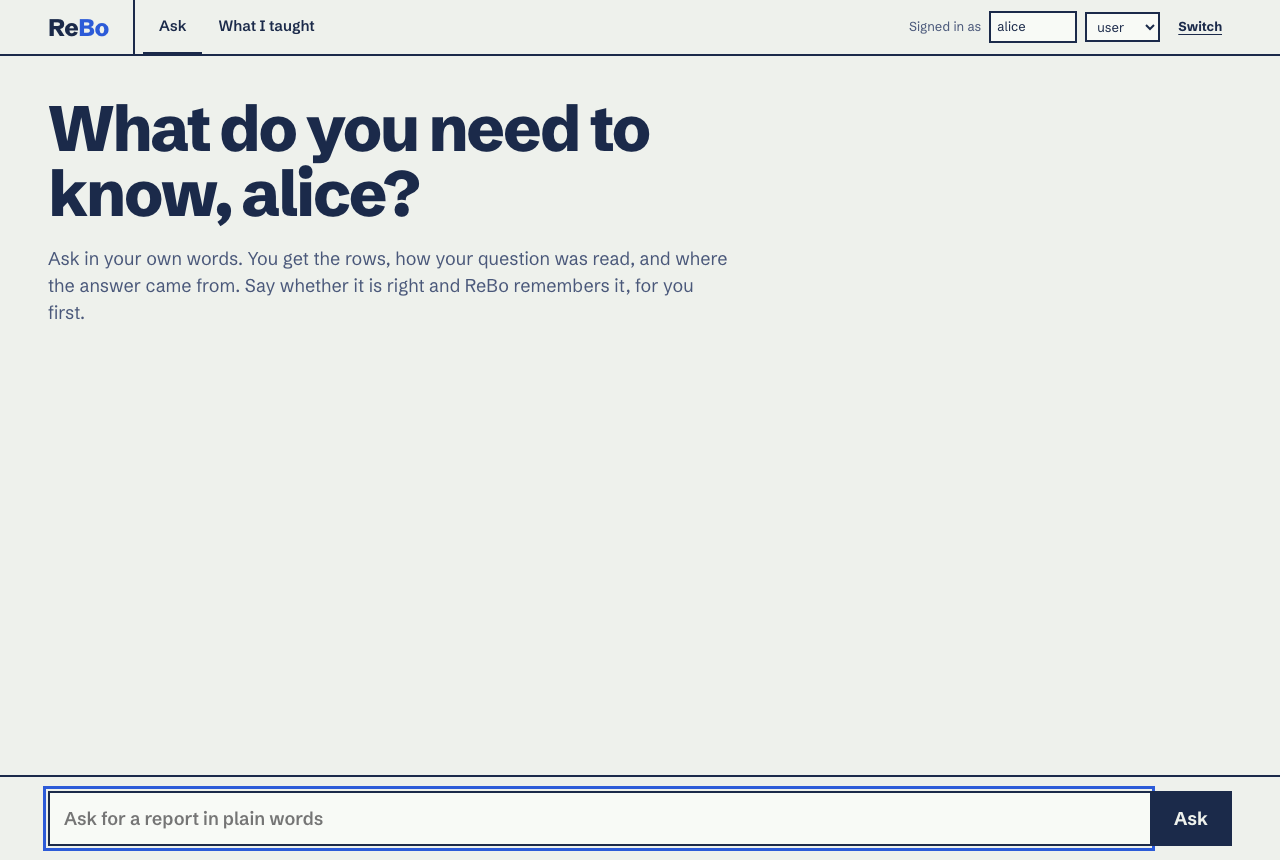 ReBo
Ask
What I taught
Signed in as
alice
user
Switch
What do you need to
know, alice?
Ask in your own words. You get the rows, how your question was read, and where
the answer came from. Say whether it is right and ReBo remembers it, for you
first.
Ask for a report in plain words
Ask